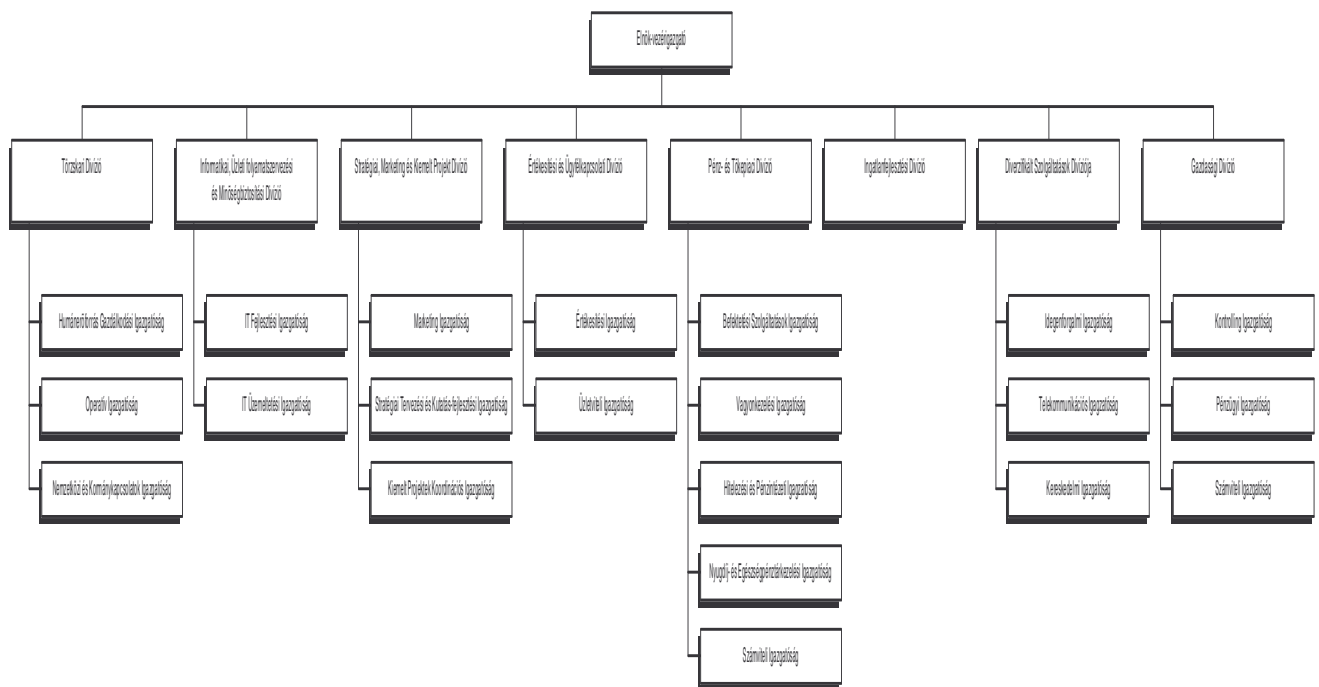 Elnök-vezérigazgató
Törzskari Divízió
Informatikai, Üzleti folyamatszervezési
és Minőségbiztosítási Divízió
Stratégiai, Marketing és Kiemelt Projekt Divízió
Értékesítési és Ügyfélkapcsolati Divízió
Pénz- és Tőkepiaci Divízió
Ingatlanfejlesztési Divízió
Diverzifikált Szolgáltatások Divíziója
Gazdasági Divízió
Humánerőforrás Gazdálkodási Igazgatóság
Operatív Igazgatóság
Nemzetközi és Kormánykapcsolatok Igazgatóság
IT Fejlesztési Igazgatóság
IT Üzemeltetési Igazgatóság
Marketing Igazgatóság
Stratégiai Tervezési és Kutatás-fejlesztési Igazgatóság
Kiemelt Projektek Koordinációs Igazgatóság
Értékesítési Igazgatóság
Üzletviteli Igazgatóság
Befektetési Szolgáltatások Igazgatóság
Vagyonkezelési Igazgatóság
Hitelezési és Pénzintézeti Igazgatóság
Nyugdíj- és Egészségpénztárkezelési Igazgatóság
Számviteli Igazgatóság
Idegenforgalmi Igazgatóság
Telekommunikációs Igazgatóság
Kereskedelmi Igazgatóság
Kontrolling Igazgatóság
Pénzügyi Igazgatóság
Számviteli Igazgatóság